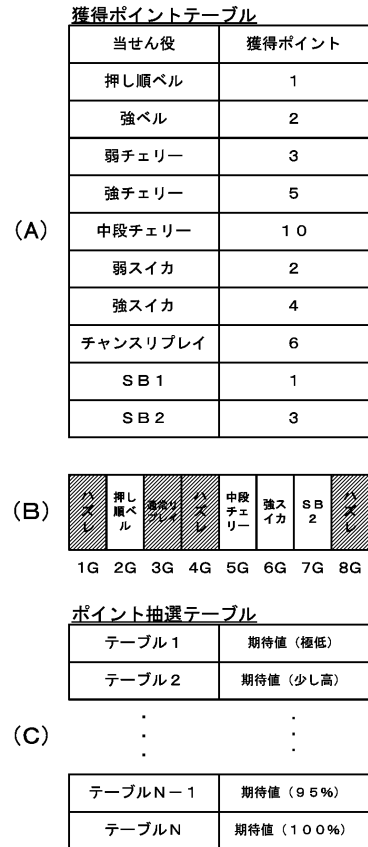 獲得ポイントテーブル
当せん役 獲得ポイント
押し順ベル 1
強ベル 2
弱チェリー 3
強チェリー 5
(A) 中段チェリー 10
弱スイカ 2
強スイカ 4
チャンスリプレイ 6
SB1 1
SB2 3
(B)
ハズレ
押し
順ベ
ル
通常リ
プレイ
ハズレ
中段
チェ
リー
強ス
イカ
SB
2
ハズレ
1G 2G 3G 4G 5G 6G 7G 8G
ポイント抽選テーブル
テーブル1 期待値（極低）
テーブル2 期待値（少し高）
(C)
・ ・
・ ・
・ ・
テーブルN－1 期待値（95%）
テーブルN 期待値（100%）